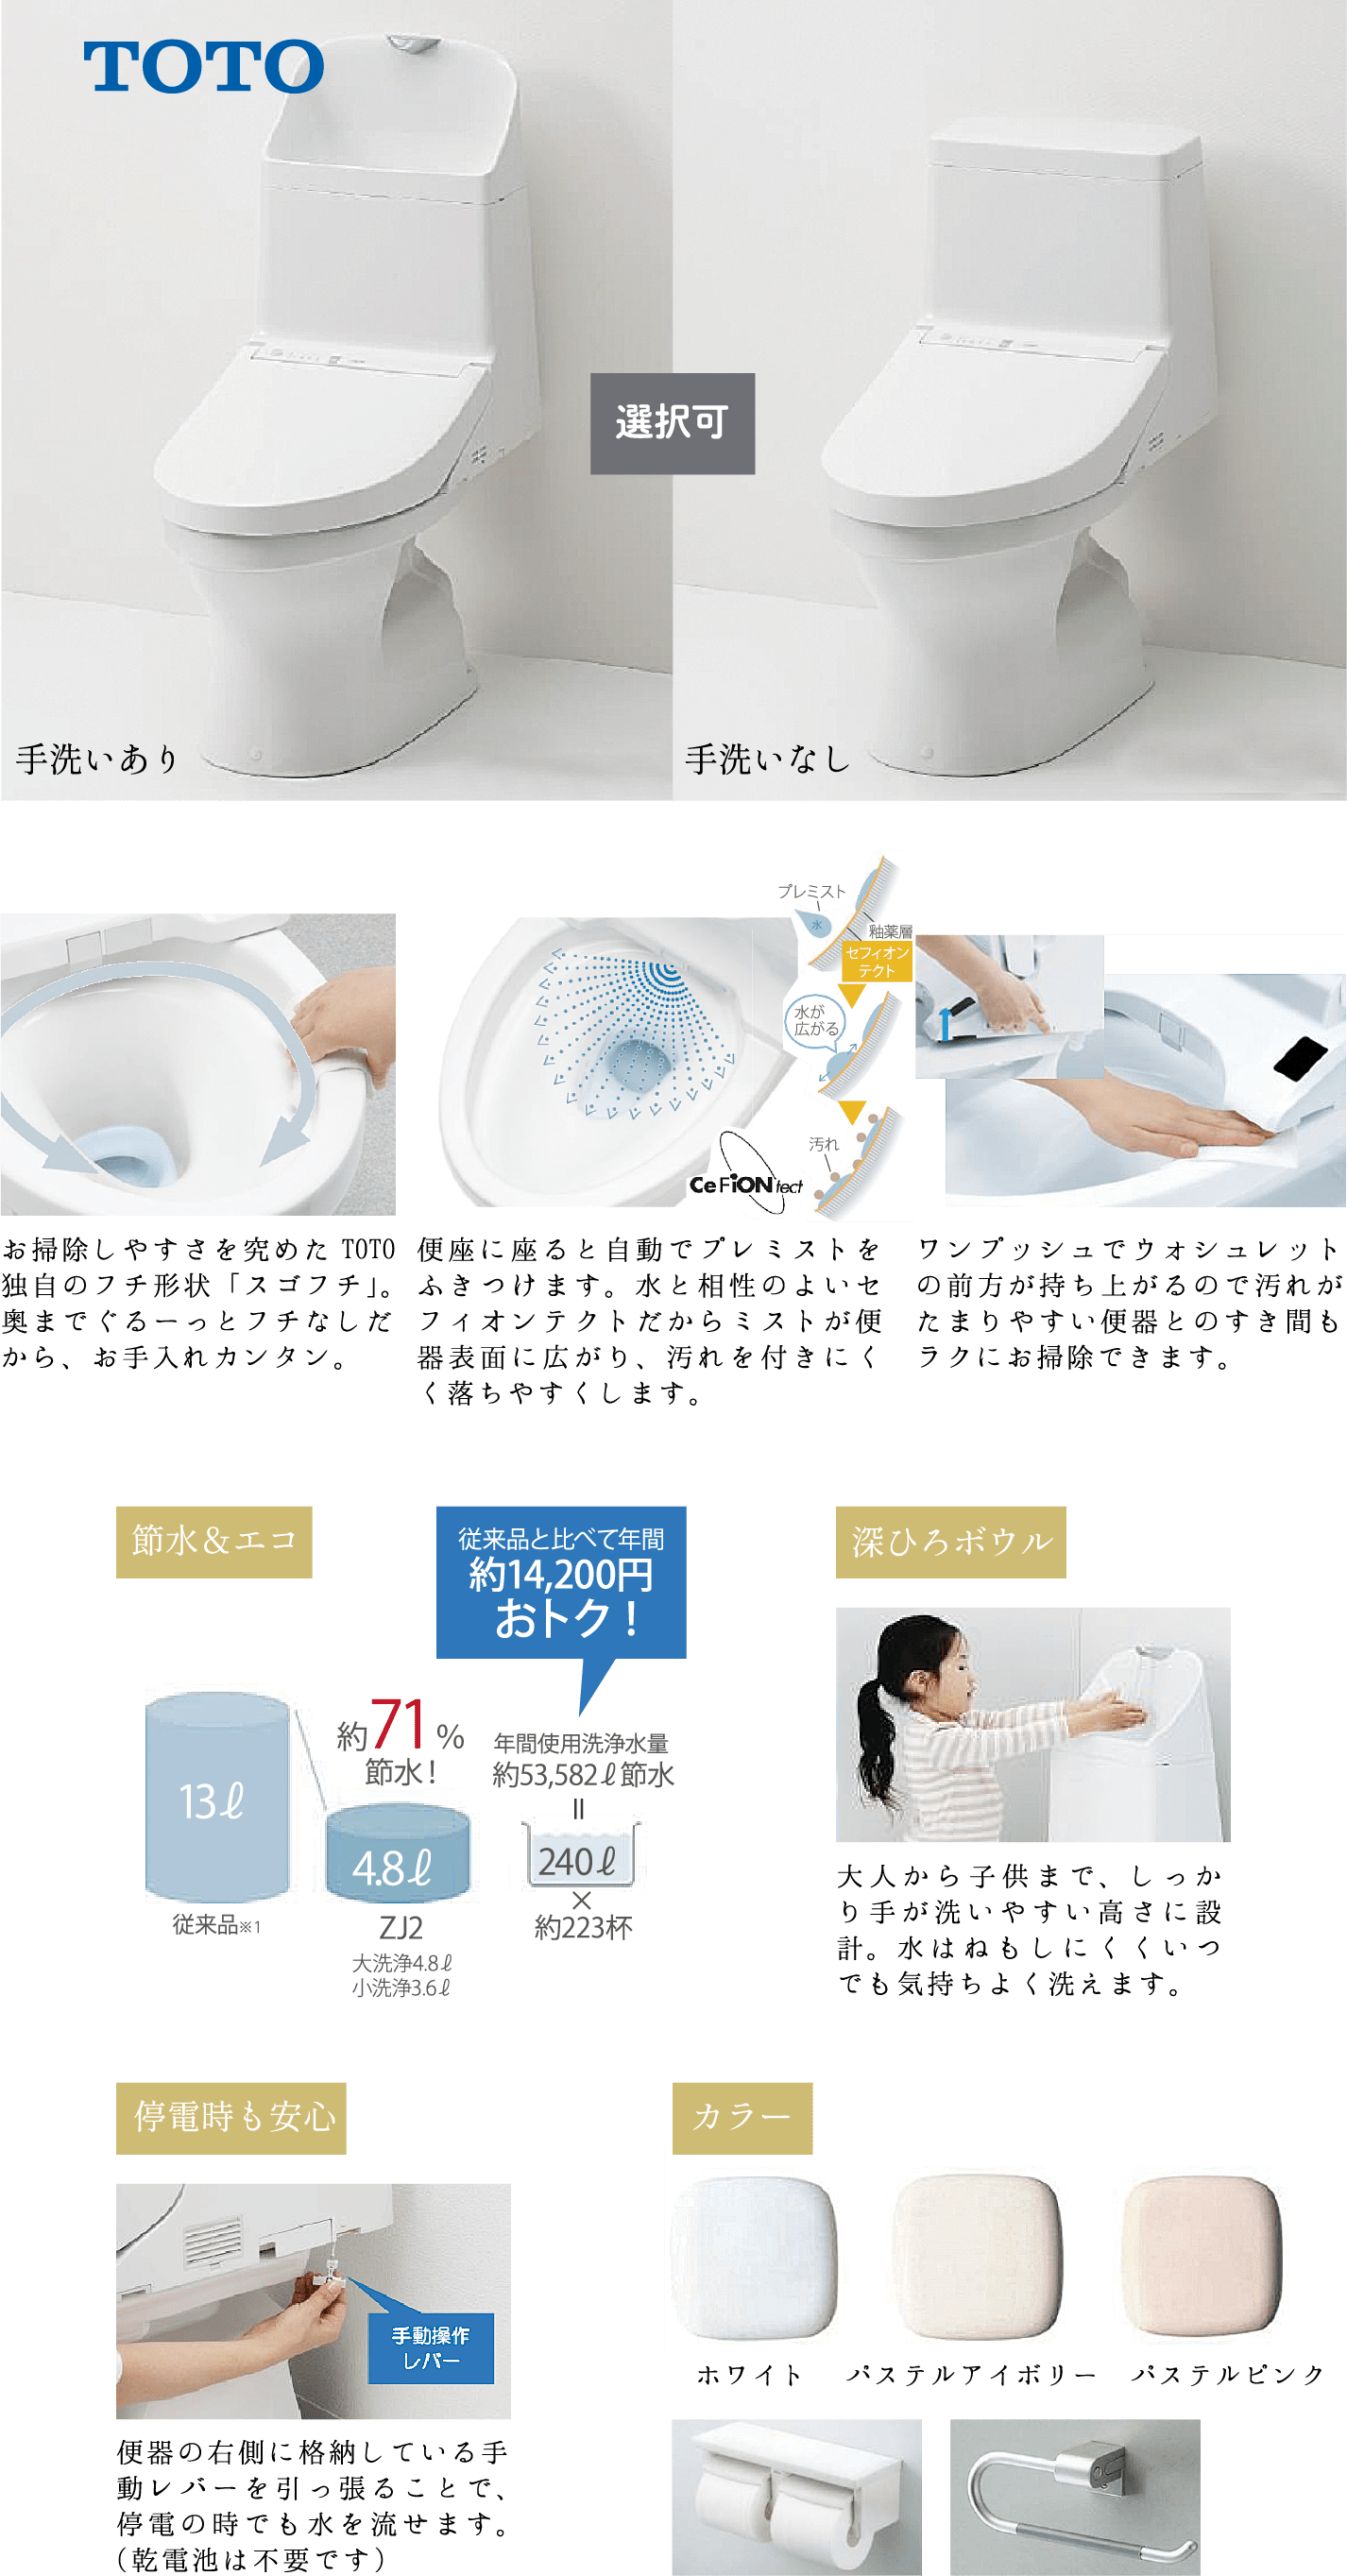 TOTO
選択可
手洗いあり
手洗いなし
プレミスト
水
釉薬層
セフィオン
テクト
水が
広がる
汚れ
CeFiONtect
お掃除しやすさを究めた TOTO
独自のフチ形状「スゴフチ」。
奥までぐるーっとフチなしだ
から、お手入れカンタン。
便座に座ると自動でプレミストを
ふきつけます。水と相性のよいセ
フィオンテクトだからミストが便
器表面に広がり、汚れを付きにく
く落ちやすくします。
ワンプッシュでウォシュレット
の前方が持ち上がるので汚れが
たまりやすい便器とのすき間も
ラクにお掃除できます。
節水＆エコ
従来品と比べて年間
約14,200円
おトク！
約71%
節水！
13ℓ
従来品※1
4.8ℓ
ZJ2
大洗浄4.8ℓ
小洗浄3.6ℓ
年間使用洗浄水量
約53,582ℓ節水
=
240ℓ
×
約223杯
深ひろボウル
大人から子供まで、しっか
り手が洗いやすい高さに設
計。水はねもしにくくいつ
でも気持ちよく洗えます。
停電時も安心
手動操作
レバー
便器の右側に格納している手
動レバーを引っ張ることで、
停電の時でも水を流せます。
（乾電池は不要です）
カラー
ホワイト
パステルアイボリー
パステルピンク